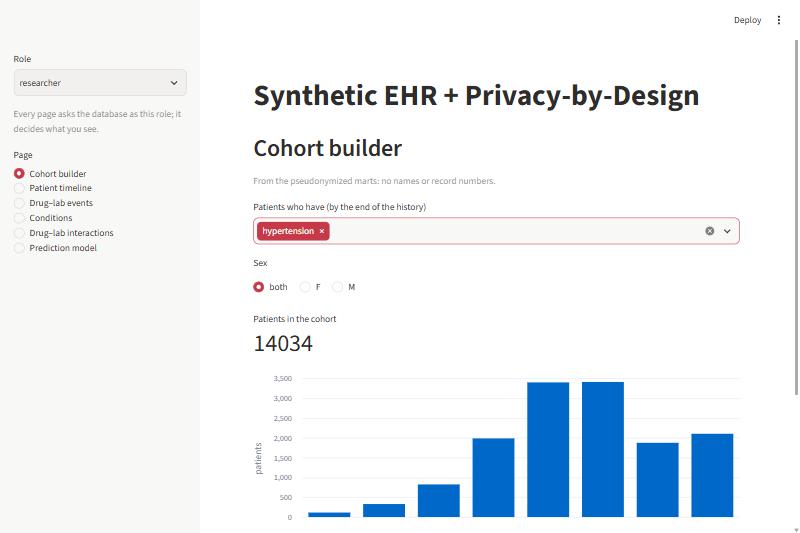 Deploy
Role
researcher
Every page asks the database as this role; it
decides what you see.
Page
Cohort builder
Patient timeline
Drug–lab events
Conditions
Drug–lab interactions
Prediction model
Synthetic EHR + Privacy-by-Design
Cohort builder
From the pseudonymized marts: no names or record numbers.
Patients who have (by the end of the history)
hypertension ×
Sex
both F M
Patients in the cohort
14034
3,500
3,000
2,500
2,000
1,500
1,000
500
0
patients